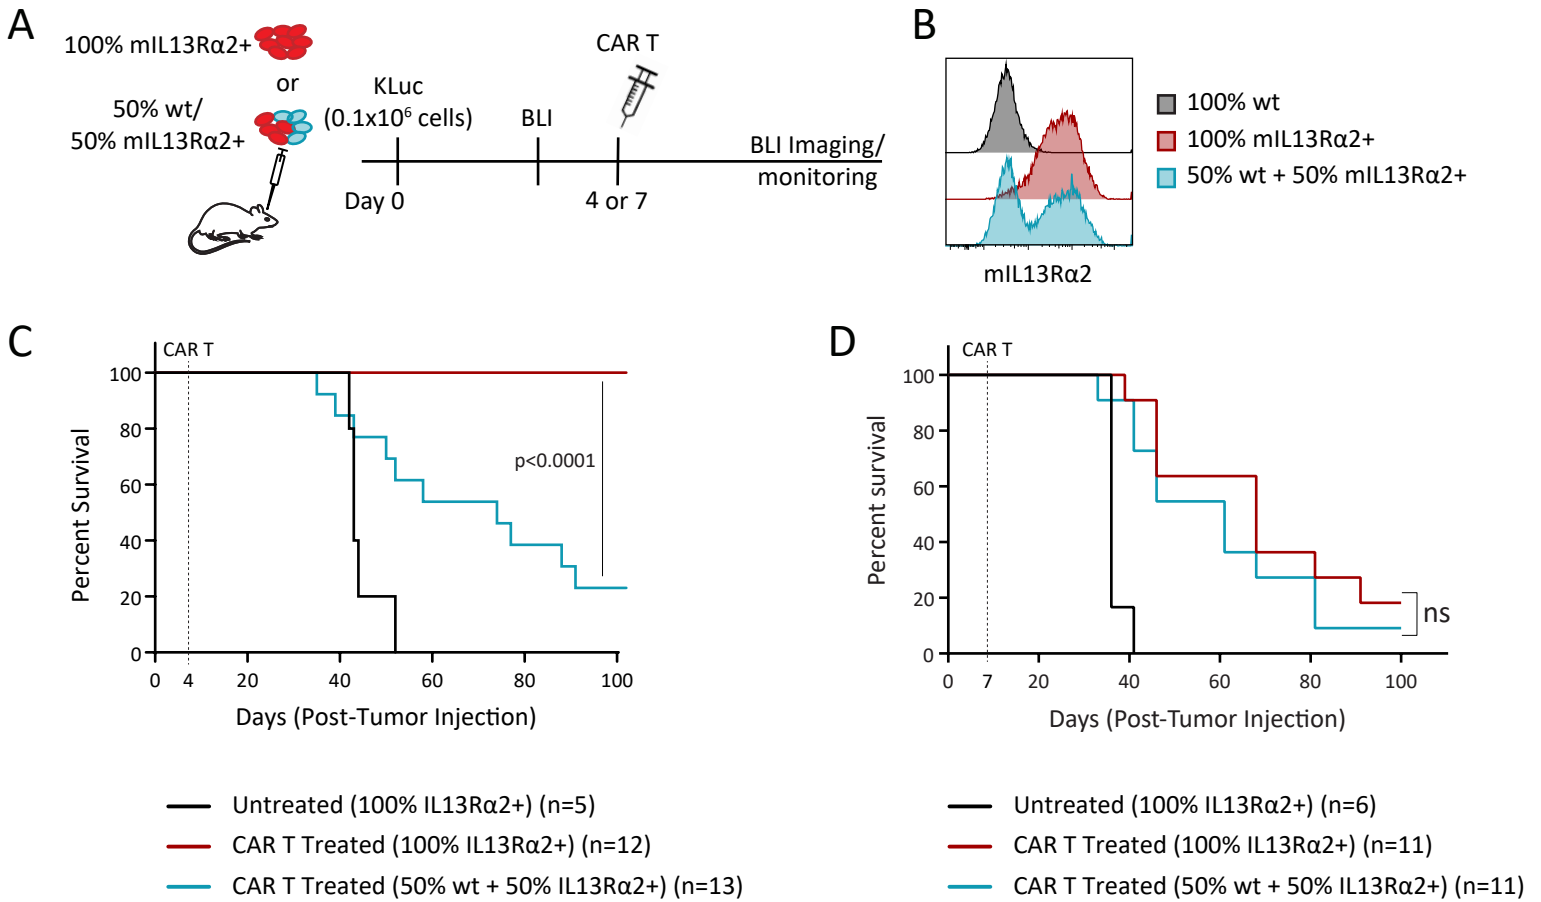 A
100% mIL13Rα2+
or
50% wt/
50% mIL13Rα2+
KLuc
(0.1x10⁶ cells)
BLI
CAR T
BLI Imaging/
monitoring
Day 0
4 or 7
B
100% wt
100% mIL13Rα2+
50% wt + 50% mIL13Rα2+
mIL13Rα2
C
CAR T
100
80
60
40
20
0
Percent Survival
p<0.0001
0 4 20 40 60 80 100
Days (Post-Tumor Injection)
Untreated (100% IL13Rα2+) (n=5)
CAR T Treated (100% IL13Rα2+) (n=12)
CAR T Treated (50% wt + 50% IL13Rα2+) (n=13)
D
CAR T
100
80
60
40
20
0
Percent survival
ns
0 7 20 40 60 80 100
Days (Post-Tumor Injection)
Untreated (100% IL13Rα2+) (n=6)
CAR T Treated (100% IL13Rα2+) (n=11)
CAR T Treated (50% wt + 50% IL13Rα2+) (n=11)